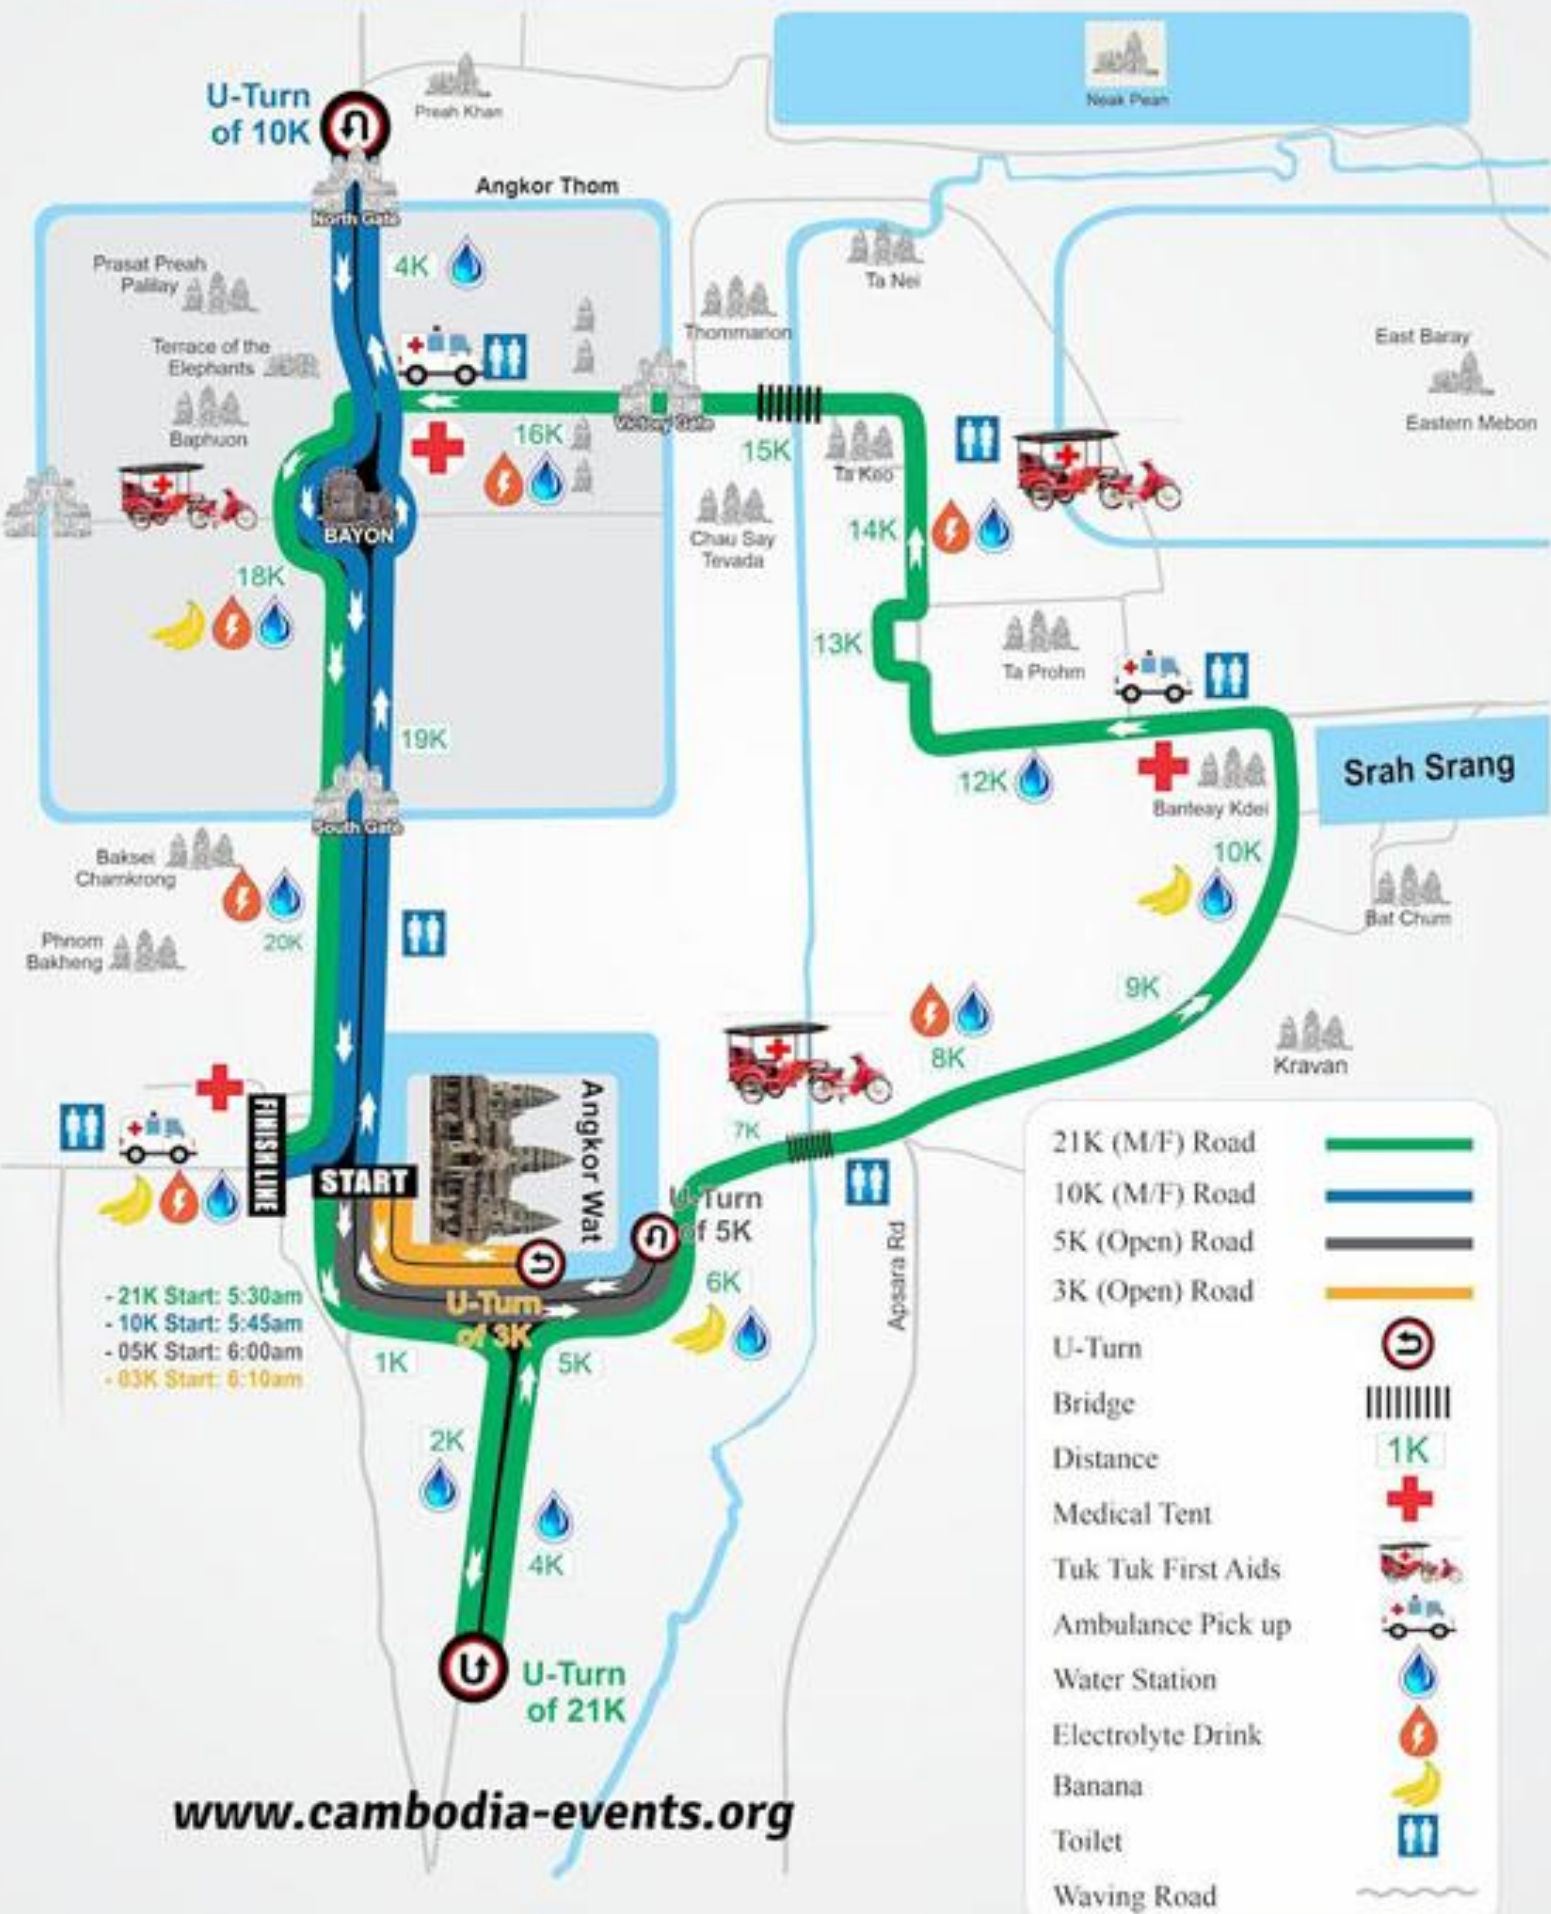 U-Turn
of 10K
Preah Khan
Neak Pean
North Gate
Angkor Thom
Prasat Preah
Palilay
4K
Ta Nei
Thommanon
Terrace of the
Elephants
East Baray
Baphuon
Victory Gate
Eastern Mebon
16K
15K
Ta Keo
BAYON
14K
Chau Say
Tevada
18K
13K
Ta Prohm
19K
Srah Srang
12K
Banteay Kdei
South Gate
Baksei
Chamkrong
10K
Bat Chum
20K
Phnom
Bakheng
9K
8K
Kravan
7K
FINISH LINE
START
Angkor Wat
U-Turn
of 5K
Apsara Rd
6K
- 21K Start: 5:30am
- 10K Start: 5:45am
- 05K Start: 6:00am
- 03K Start: 6:10am
U-Turn
of 3K
1K
5K
2K
4K
U-Turn
of 21K
www.cambodia-events.org
21K (M/F) Road
10K (M/F) Road
5K (Open) Road
3K (Open) Road
U-Turn
Bridge
Distance
1K
Medical Tent
Tuk Tuk First Aids
Ambulance Pick up
Water Station
Electrolyte Drink
Banana
Toilet
Waving Road